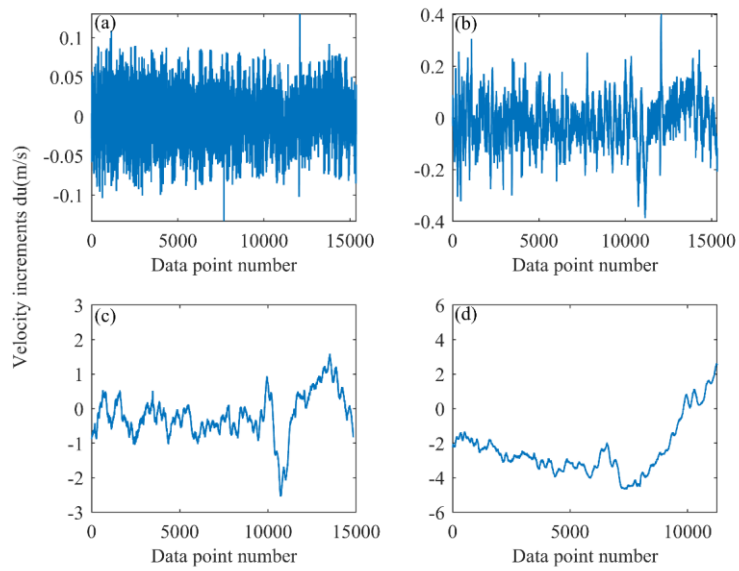 (a)
0.1
0.05
0
-0.05
-0.1
0 5000 10000 15000
Data point number
(b)
0.4
0.2
0
-0.2
-0.4
0 5000 10000 15000
Data point number
Velocity increments du(m/s)
(c)
3
2
1
0
-1
-2
-3
0 5000 10000 15000
Data point number
(d)
6
4
2
0
-2
-4
-6
0 5000 10000
Data point number